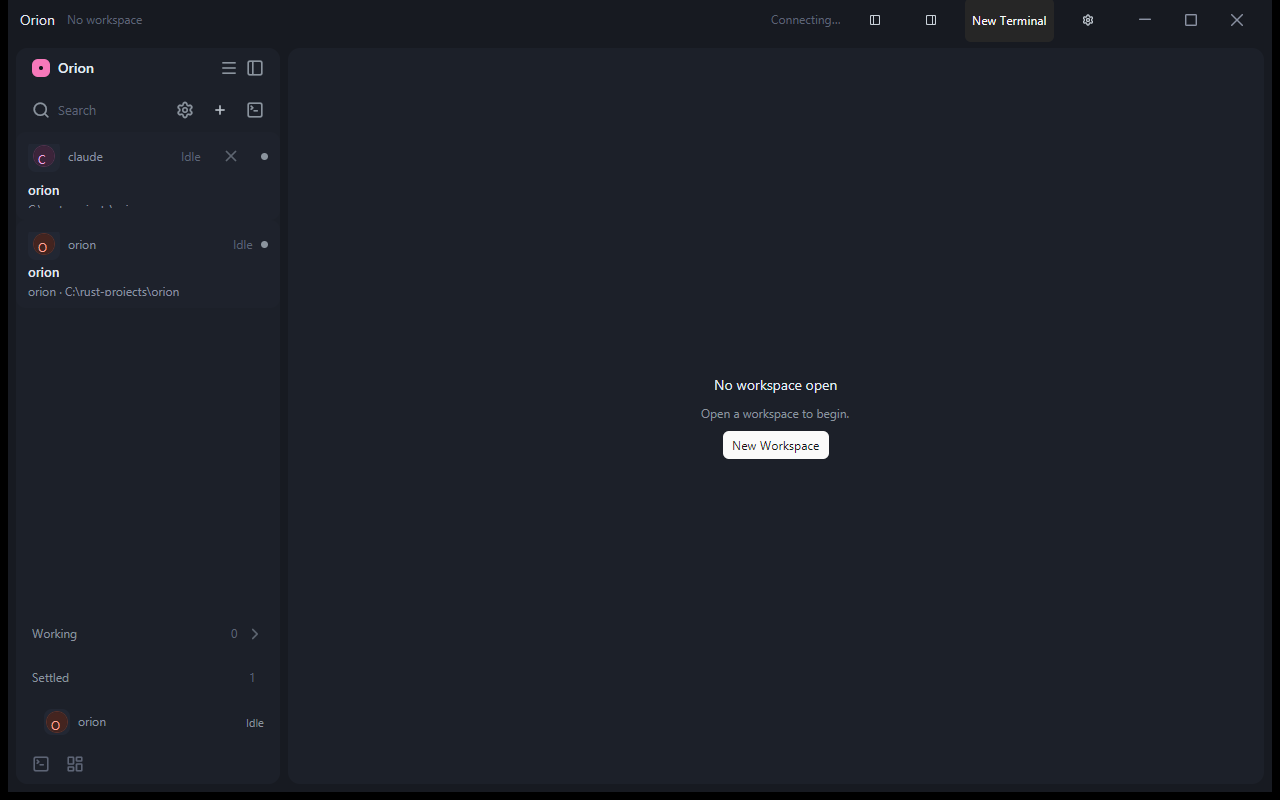 Orion No workspace Connecting... New Terminal
Orion
Search
C claude Idle
orion
O orion Idle
orion
orion · C:\rust-projects\orion
No workspace open
Open a workspace to begin.
New Workspace
Working 0
Settled 1
O orion Idle